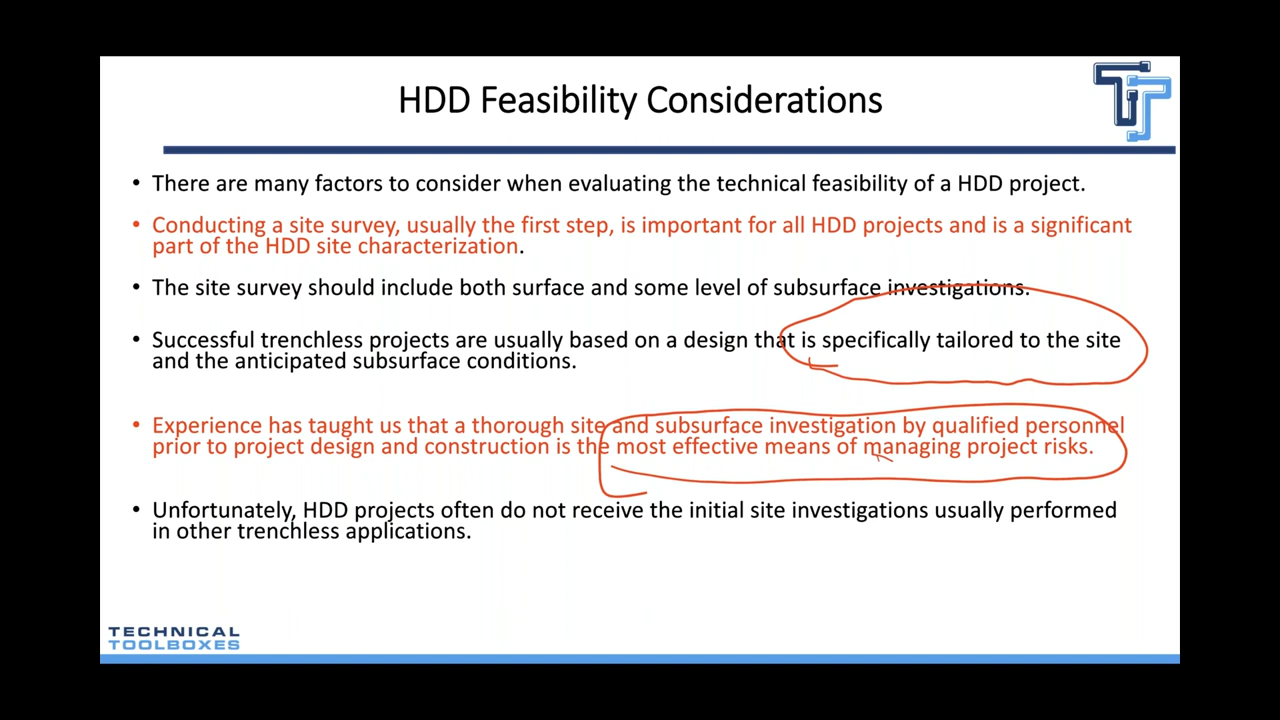 HDD Feasibility Considerations
• There are many factors to consider when evaluating the technical feasibility of a HDD project.
• Conducting a site survey, usually the first step, is important for all HDD projects and is a significant
part of the HDD site characterization.
• The site survey should include both surface and some level of subsurface investigations.
• Successful trenchless projects are usually based on a design that is specifically tailored to the site
and the anticipated subsurface conditions.
• Experience has taught us that a thorough site and subsurface investigation by qualified personnel
prior to project design and construction is the most effective means of managing project risks.
• Unfortunately, HDD projects often do not receive the initial site investigations usually performed
in other trenchless applications.
TECHNICAL
TOOLBOXES